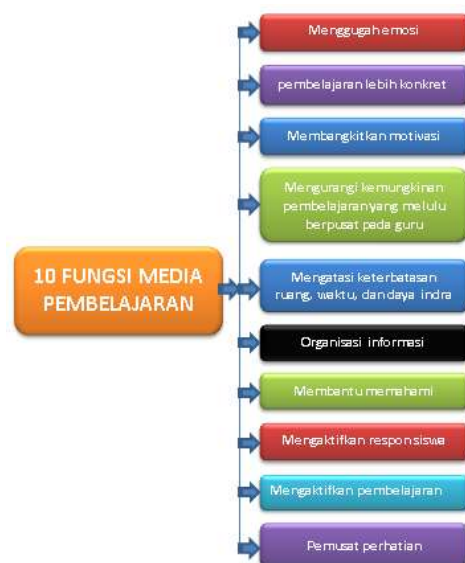 Menggugah emosi
pembelajaran lebih konkret
Membangkitkan motivasi
Mengurangi kemungkinan
pembelajaran yang melulu
berpusat pada guru
10 FUNGSI MEDIA
PEMBELAJARAN
Mengatasi keterbatasan
ruang, waktu, dan daya indra
Organisasi informasi
Membantu memahami
Mengaktifkan respon siswa
Mengaktifkan pembelajaran
Pemusat perhatian